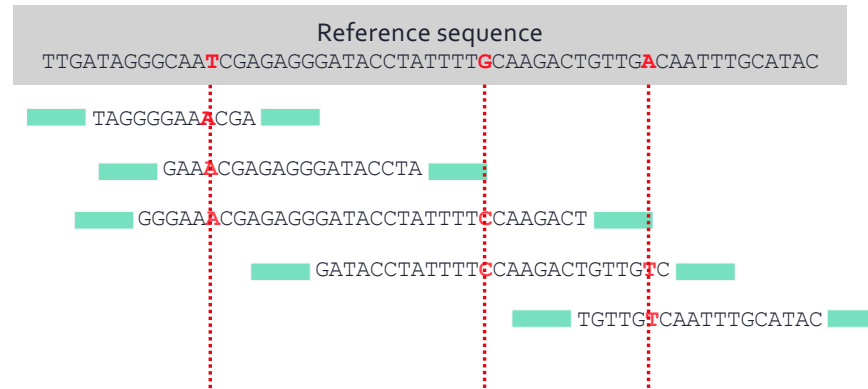 Reference sequence
TTGATAGGGCAATCGAGAGGGATACCTATTTTGCAAGACTGTTGACAATTTGCATAC
TAGGGGAAACGA
GAAACGAGAGGGATACCTA
GGGAAACGAGAGGGATACCTATTTTCCAAGACT
GATACCTATTTTCCAAGACTGTTGTC
TGTTGTCAATTTGCATAC